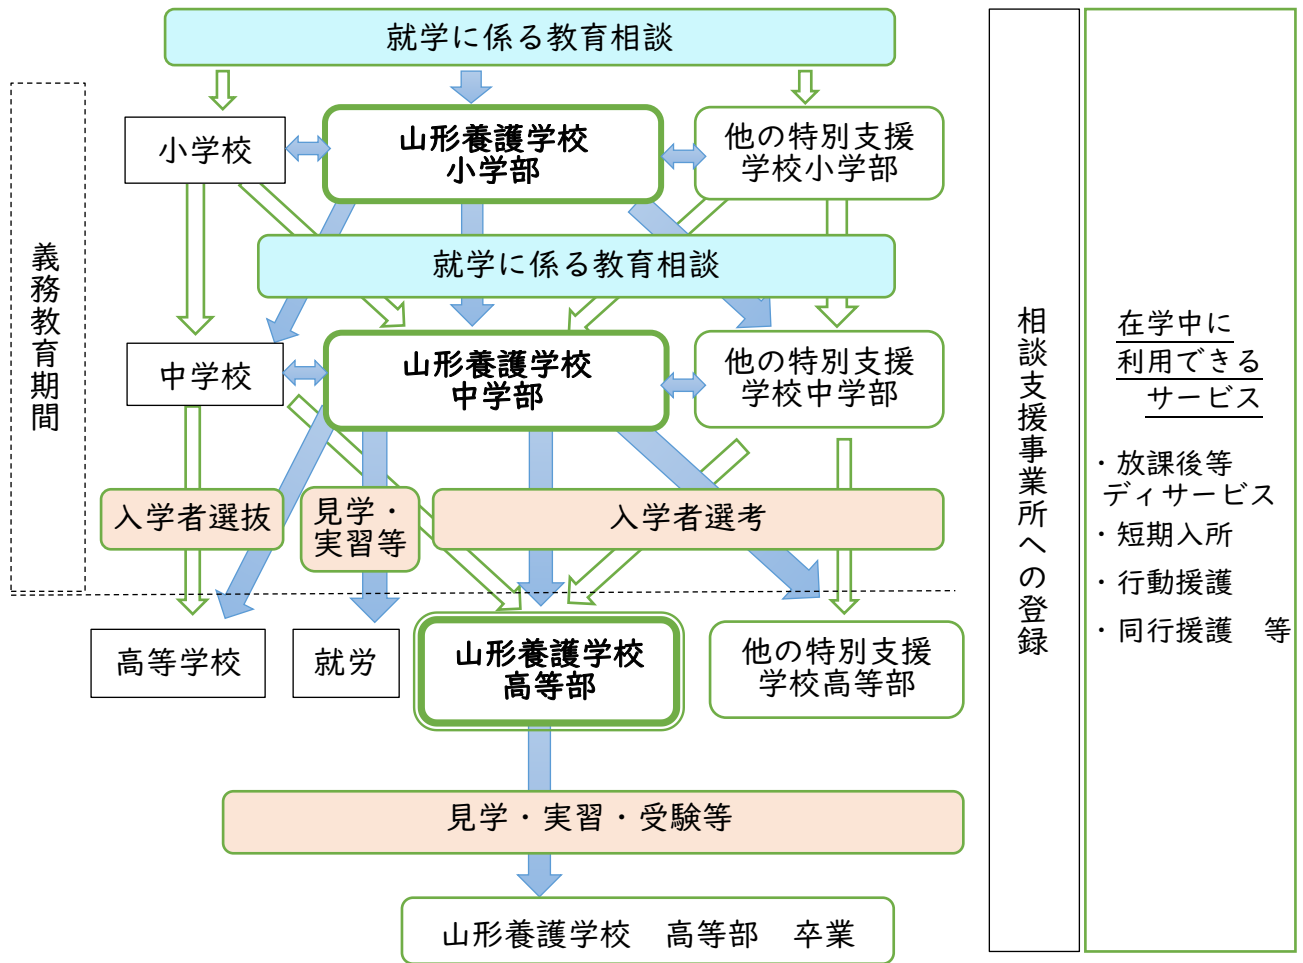 就学に係る教育相談
小学校
山形養護学校
小学部
他の特別支援
学校小学部
就学に係る教育相談
義務教育期間
中学校
山形養護学校
中学部
他の特別支援
学校中学部
入学者選抜
見学・
実習等
入学者選考
高等学校
就労
山形養護学校
高等部
他の特別支援
学校高等部
見学・実習・受験等
山形養護学校　高等部　卒業
相談支援事業所への登録
在学中に
利用できる
サービス
・放課後等
ディサービス
・短期入所
・行動援護
・同行援護　等